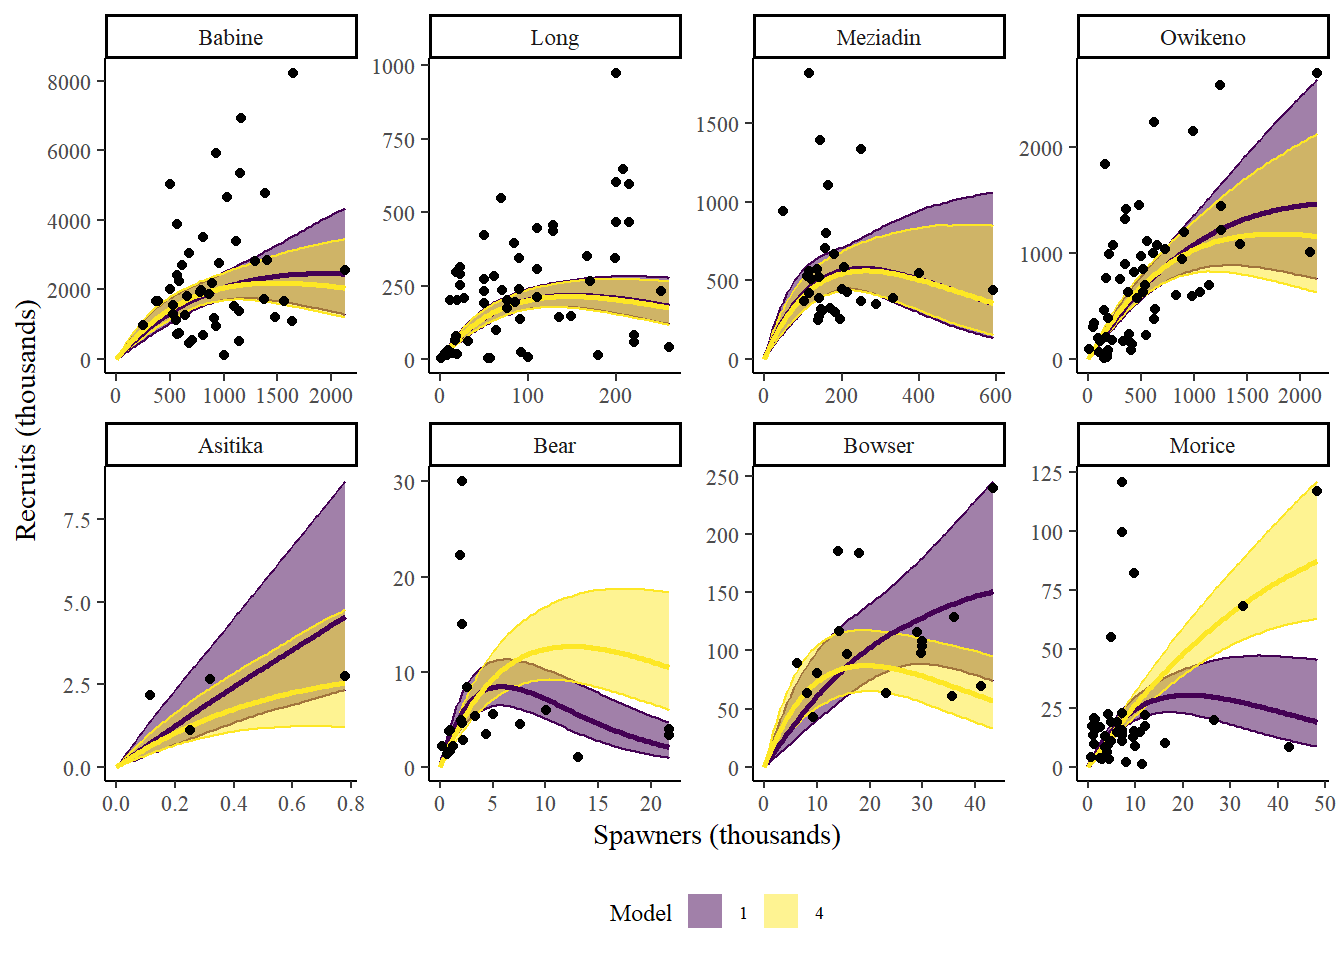 Babine Long Meziadin Owikeno
8000
6000
4000
2000
0
1000
750
500
250
0
1500
1000
500
0
2000
1000
0
0 500 1000 1500 2000
0 100 200
0 200 400 600
0 500 1000 1500 2000
Recruits (thousands)
Asitika Bear Bowser Morice
7.5
5.0
2.5
0.0
30
20
10
0
250
200
150
100
50
0
125
100
75
50
25
0
0.0 0.2 0.4 0.6 0.8
0 5 10 15 20
0 10 20 30 40
0 10 20 30 40 50
Spawners (thousands)
Model 1 4